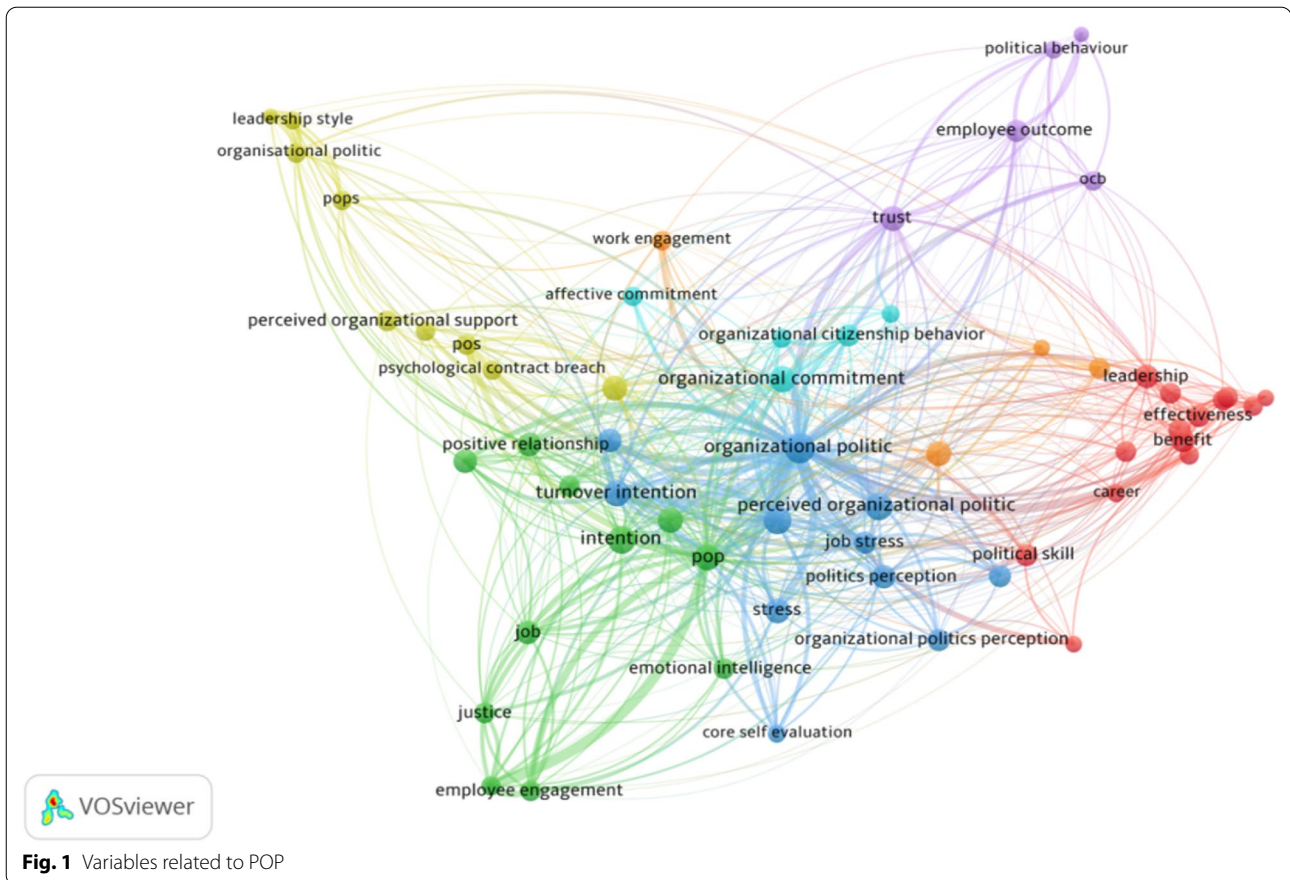 political behaviour
leadership style
employee outcome
organisational politic
ocb
pops
trust
work engagement
affective commitment
perceived organizational support
organizational citizenship behavior
pos
psychological contract breach
leadership
organizational commitment
effectiveness
benefit
positive relationship
organizational politic
turnover intention
career
perceived organizational politic
intention
job stress
pop
political skill
politics perception
stress
job
organizational politics perception
emotional intelligence
justice
core self evaluation
employee engagement
VOSviewer
Fig. 1 Variables related to POP